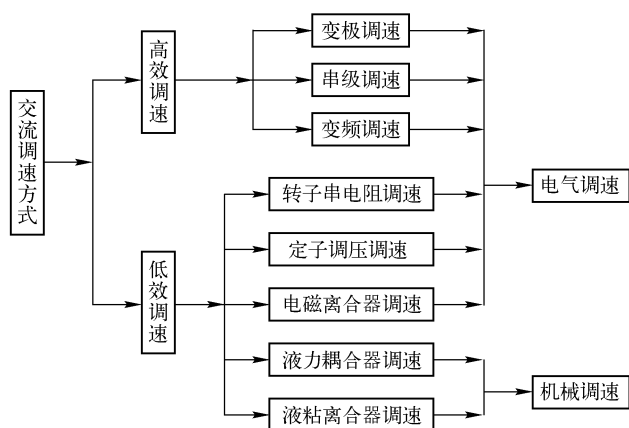 交流调速方式
高效调速
变极调速
串级调速
变频调速
低效调速
转子串电阻调速
定子调压调速
电磁离合器调速
液力耦合器调速
液粘离合器调速
电气调速
机械调速